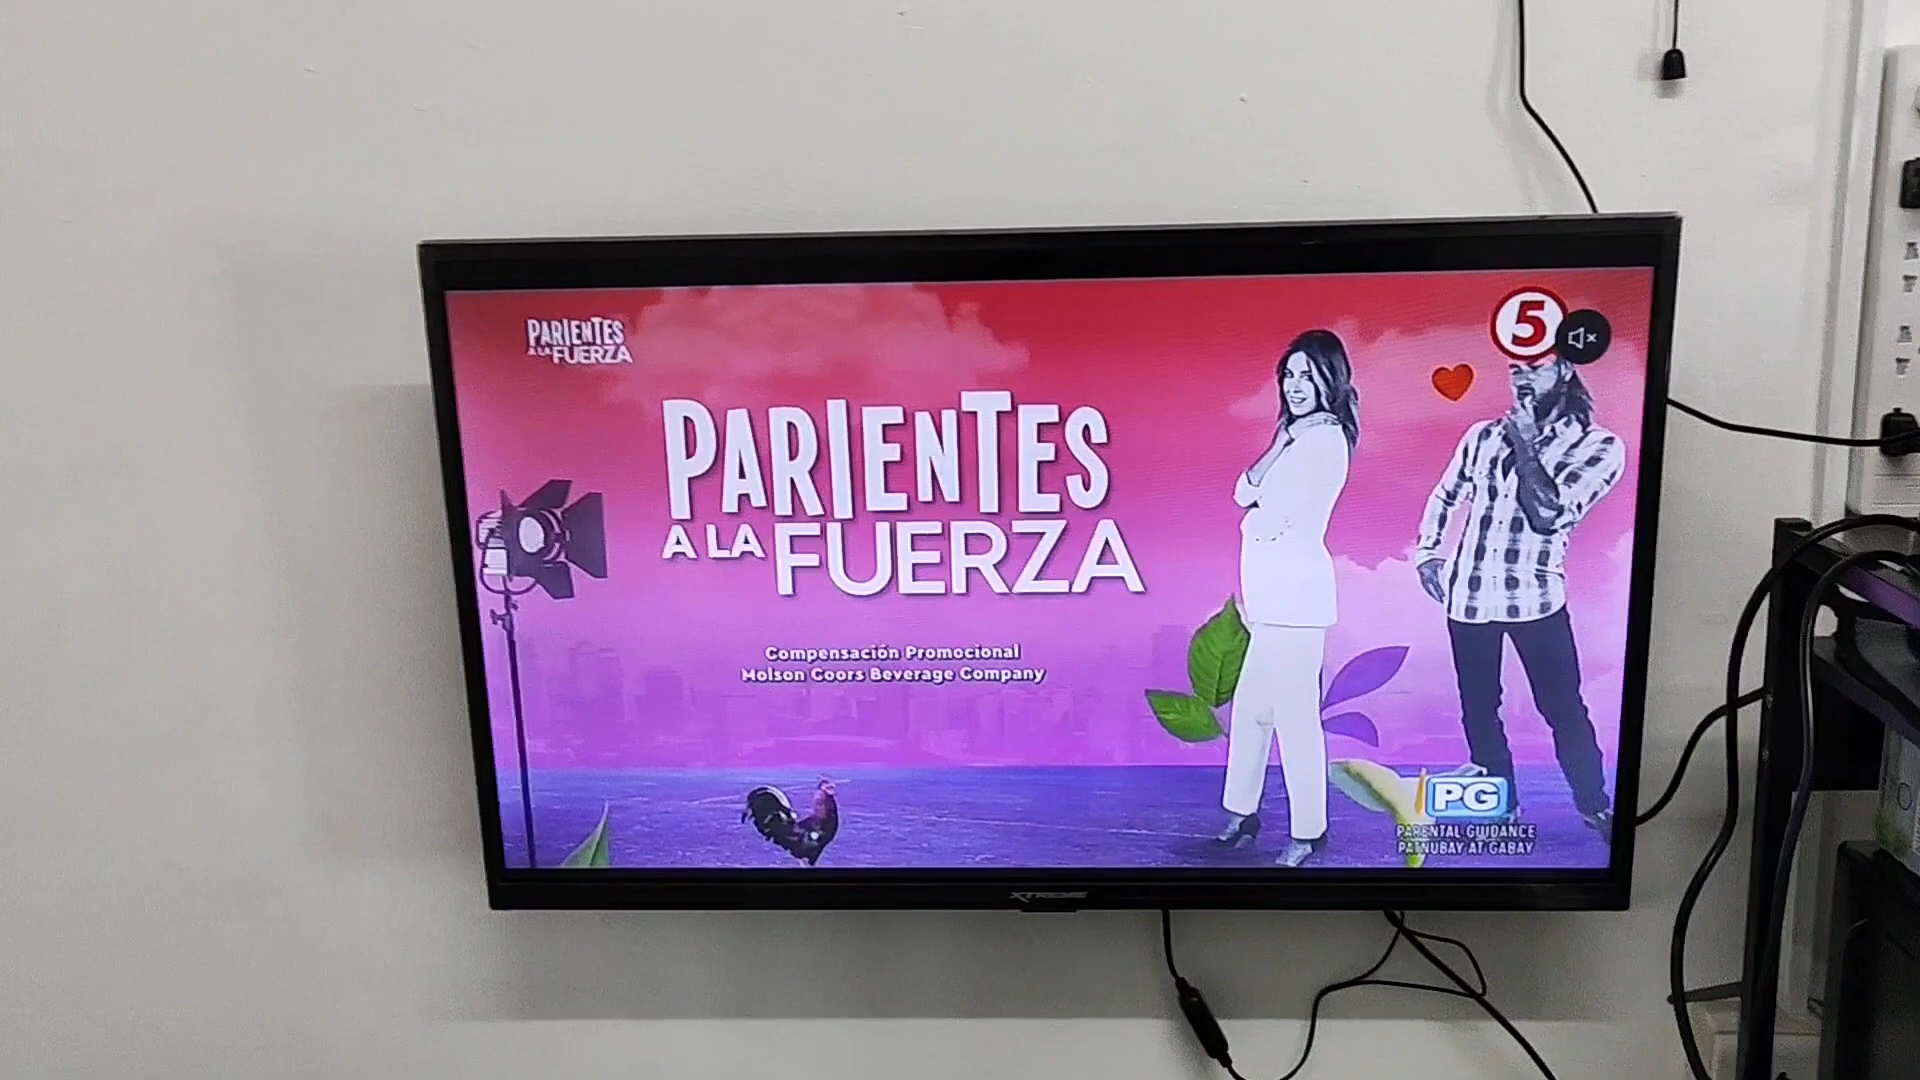 PARIENTES
A LA FUERZA
5
PARIENTES
A LA FUERZA
Compensación Promocional
Molson Coors Beverage Company
PG
PARENTAL GUIDANCE
PATNUBAY AT GABAY
XTREME